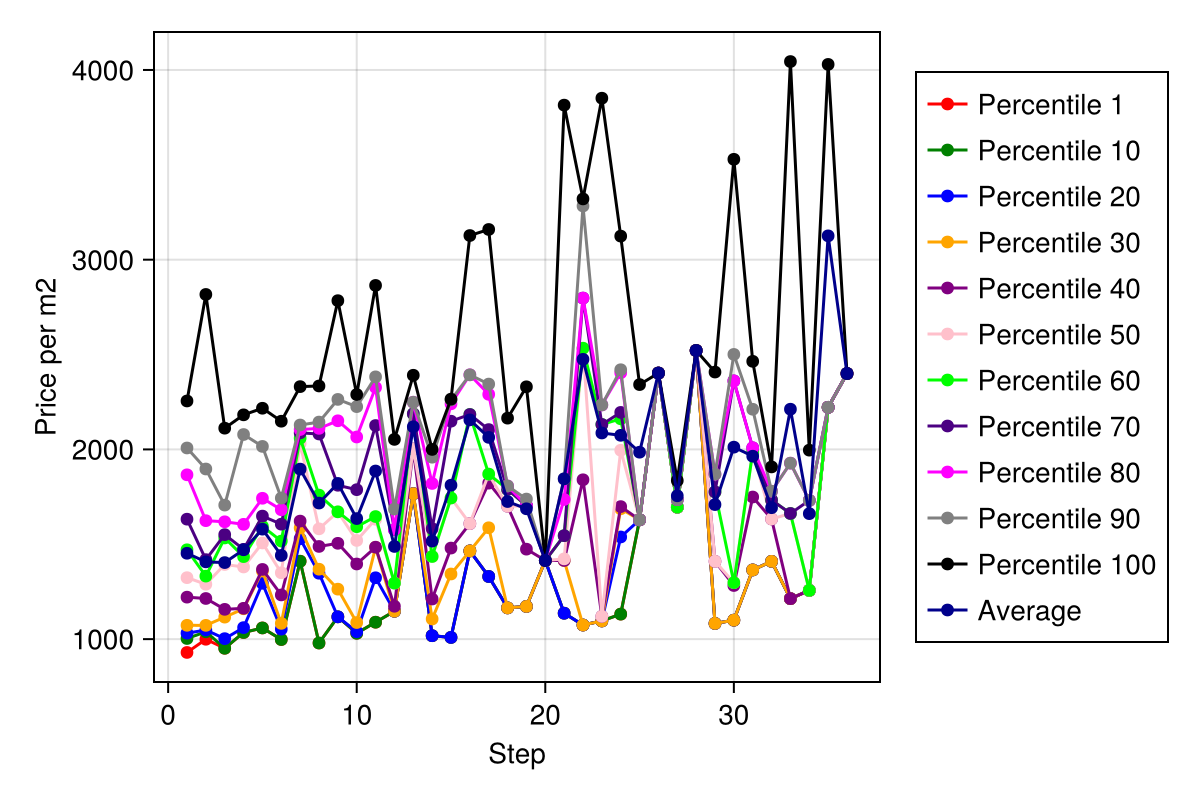 4000
3000
2000
1000
Price per m2
0
10
20
30
Step
Percentile 1
Percentile 10
Percentile 20
Percentile 30
Percentile 40
Percentile 50
Percentile 60
Percentile 70
Percentile 80
Percentile 90
Percentile 100
Average